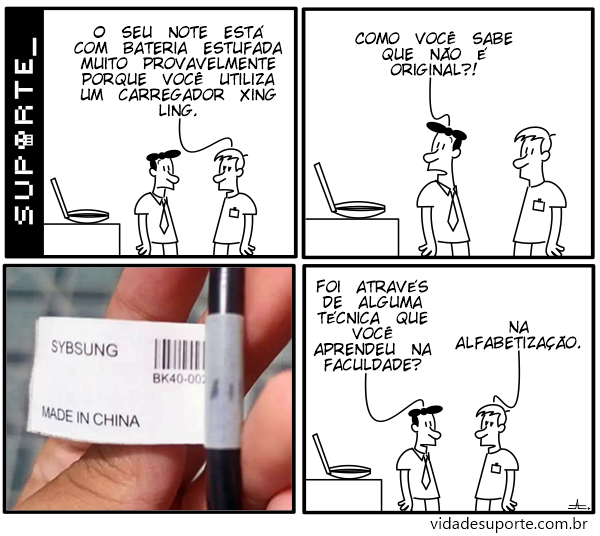 SUPORTE_
O SEU NOTE ESTÁ
COM BATERIA ESTUFADA
MUITO PROVAVELMENTE
PORQUE VOCÊ UTILIZA
UM CARREGADOR XING
LING.
COMO VOCÊ SABE
QUE NÃO É
ORIGINAL?!
SYBSUNG
BK40-002
MADE IN CHINA
FOI ATRAVÉS
DE ALGUMA
TÉCNICA QUE
VOCÊ
APRENDEU NA
FACULDADE?
NA
ALFABETIZAÇÃO.
vidadesuporte.com.br